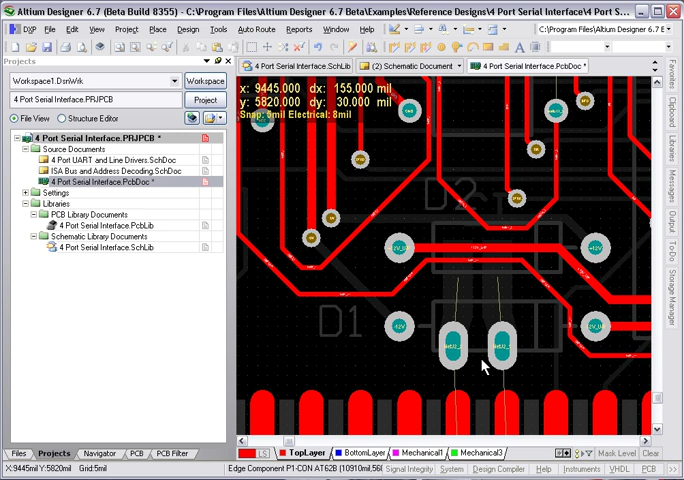 Altium Designer 6.7 (Beta Build 8355) - C:\Program Files\Altium Designer 6.7 Beta\Examples\Reference Designs\4 Port Serial Interface\4 Port S...
DXP File Edit View Project Place Design Tools Auto Route Reports Window Help C:\Program Files\Altium Designer 6.7 E
Projects
4 Port Serial Interface.SchLib (2) Schematic Document 4 Port Serial Interface.PcbDoc *
Workspace1.DsnWrk Workspace
4 Port Serial Interface.PRJPCB Project
File View Structure Editor
4 Port Serial Interface.PRJPCB *
Source Documents
4 Port UART and Line Drivers.SchDoc
ISA Bus and Address Decoding.SchDoc
4 Port Serial Interface.PcbDoc *
Settings
Libraries
PCB Library Documents
4 Port Serial Interface.PcbLib
Schematic Library Documents
4 Port Serial Interface.SchLib
x: 9445.000 dx: 155.000 mil
y: 5820.000 dy: 30.000 mil
Snap: 5mil Electrical: 8mil
D2
D1
-12V
Favorites
Clipboard
Libraries
Messages
Output
To-Do
Storage Manager
Files Projects Navigator PCB PCB Filter
LS TopLayer BottomLayer Mechanical1 Mechanical3 Mask Level Clear
X:9445mil Y:5820mil Grid:5mil Edge Component P1-CON AT62B (10910mil,560 Signal Integrity System Design Compiler Help Instruments VHDL PCB